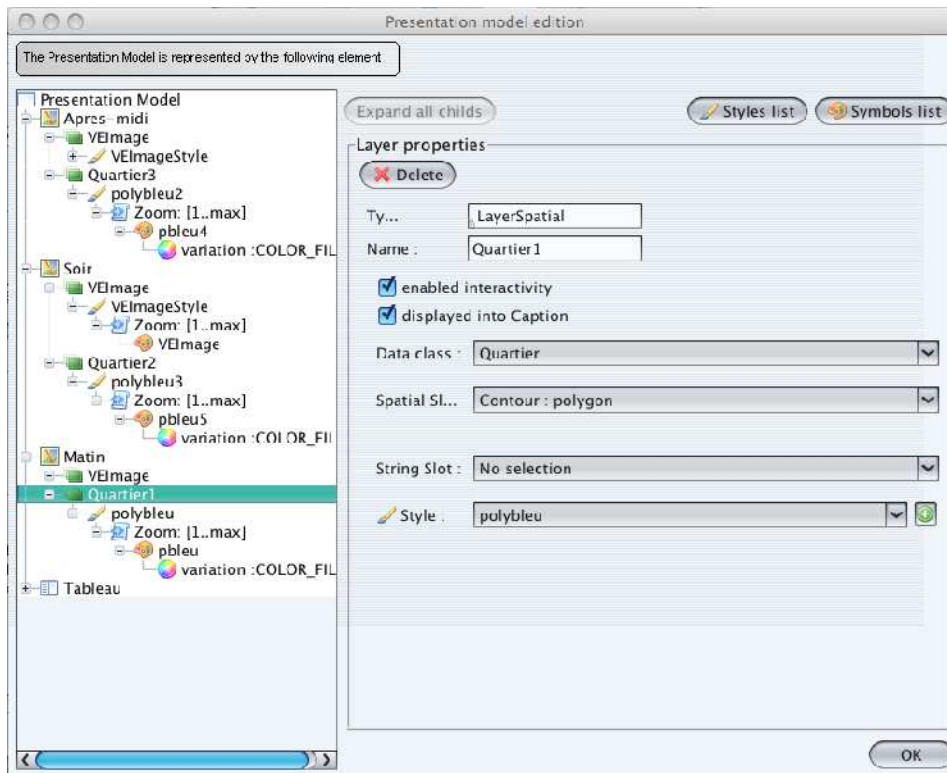 Presentation model edition
The Presentation Model is represented by the following element
Presentation Model
Apres-midi
VEImage
VEImageStyle
Quartier3
polybleu2
Zoom: [1..max]
pbleu4
variation :COLOR_FIL
Soir
VEImage
VEImageStyle
Zoom: [1..max]
VEImage
Quartier2
polybleu3
Zoom: [1..max]
pbleu5
variation :COLOR_FIL
Matin
VEImage
Quartier1
polybleu
Zoom: [1..max]
pbleu
variation :COLOR_FIL
Tableau
Expand all childs
Styles list
Symbols list
Layer properties
Delete
Ty... LayerSpatial
Name : Quartier1
enabled interactivity
displayed into Caption
Data class : Quartier
Spatial Sl... Contour : polygon
String Slot : No selection
Style : polybleu
OK